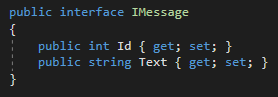 public interface IMessage
{
public int Id { get; set; }
public string Text { get; set; }
}